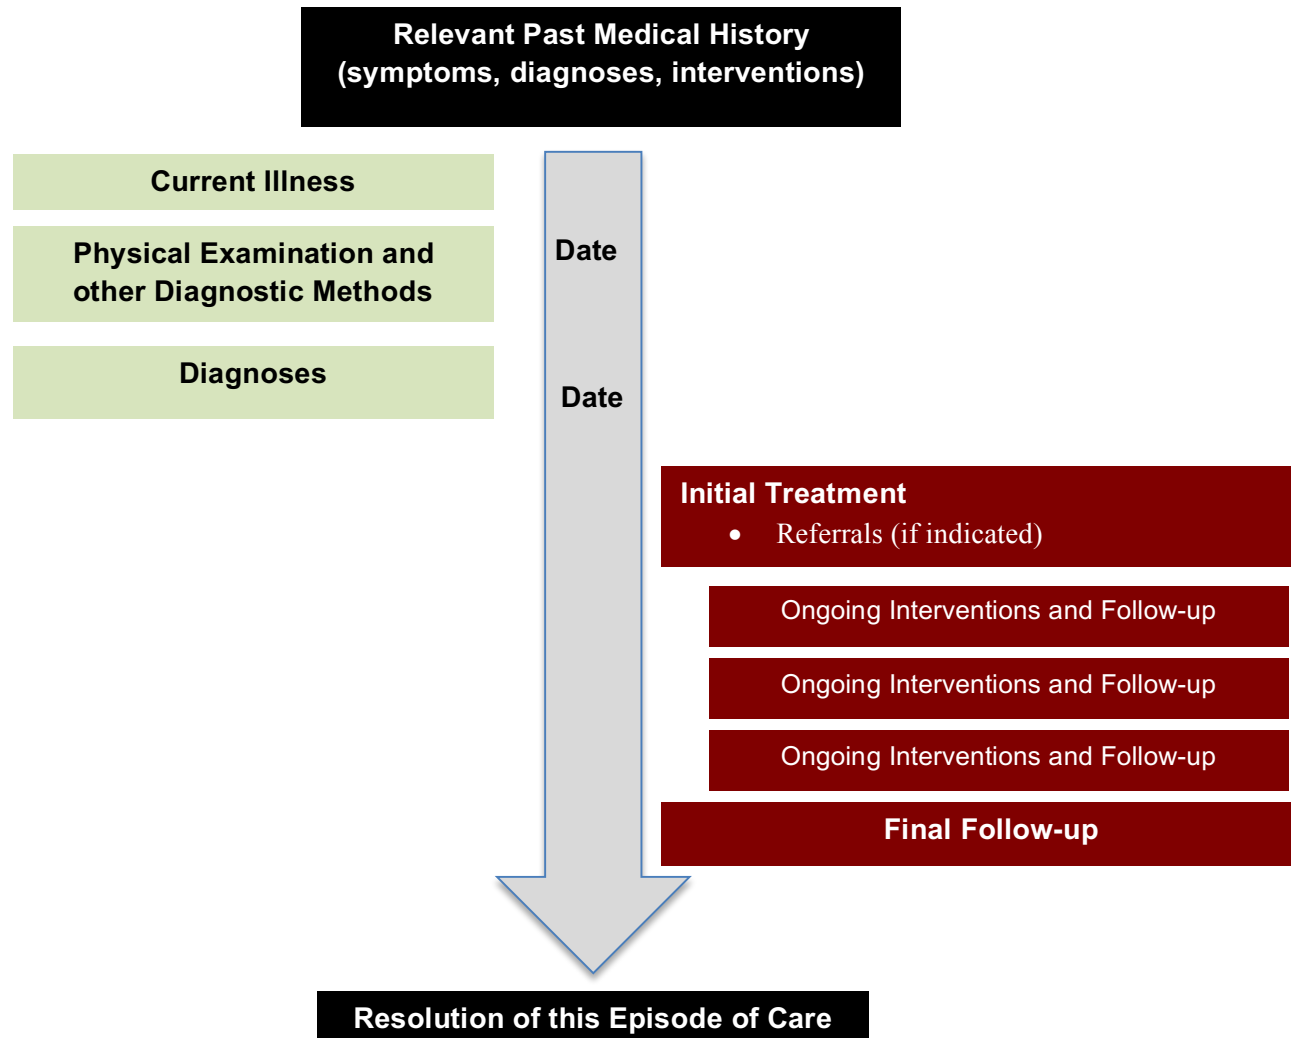 Relevant Past Medical History
(symptoms, diagnoses, interventions)
Current Illness
Physical Examination and
other Diagnostic Methods
Date
Diagnoses
Date
Initial Treatment
• Referrals (if indicated)
Ongoing Interventions and Follow-up
Ongoing Interventions and Follow-up
Ongoing Interventions and Follow-up
Final Follow-up
Resolution of this Episode of Care